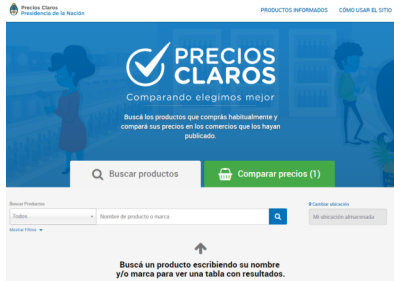 Precios Claros
Presidencia de la Nación
PRODUCTOS INFORMADOS
CÓMO USAR EL SITIO
PRECIOS
CLAROS
Comparando elegimos mejor
Buscá los productos que comprás habitualmente y
compará sus precios en los comercios que los hayan
publicado.
Buscar productos
Comparar precios (1)
Buscar Productos
Cambiar ubicación
Todos
Nombre de producto o marca
Mi ubicación almacenada
Mostrar Filtros
Buscá un producto escribiendo su nombre
y/o marca para ver una tabla con resultados.